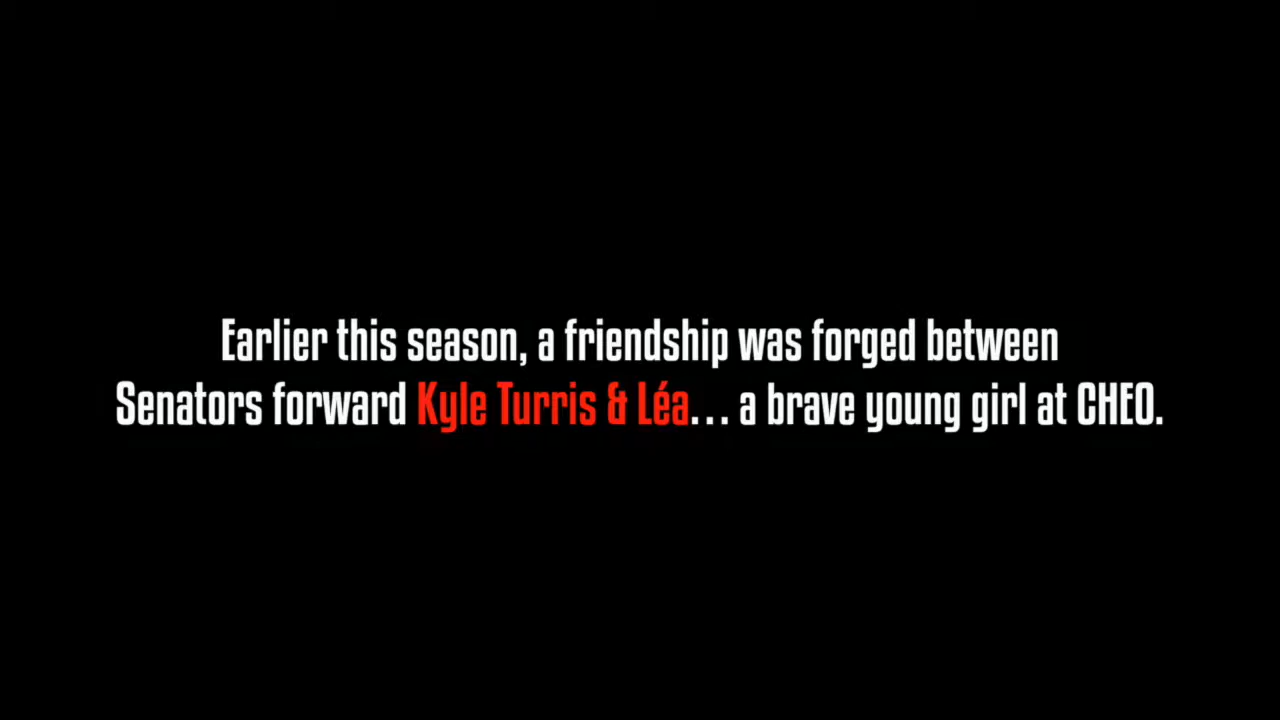 Earlier this season, a friendship was forged between
Senators forward Kyle Turris & Léa... a brave young girl at CHEO.